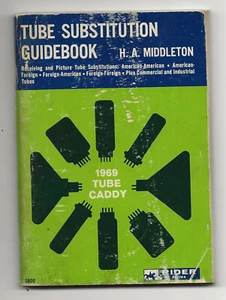 TUBE SUBSTITUTION
GUIDEBOOK H. A. MIDDLETON
Receiving and Picture Tube Substitutions: American-American • American-
Foreign • Foreign-American • Foreign-Foreign • Plus Commercial and Industrial
Tubes
1969
TUBE
CADDY
RIDER